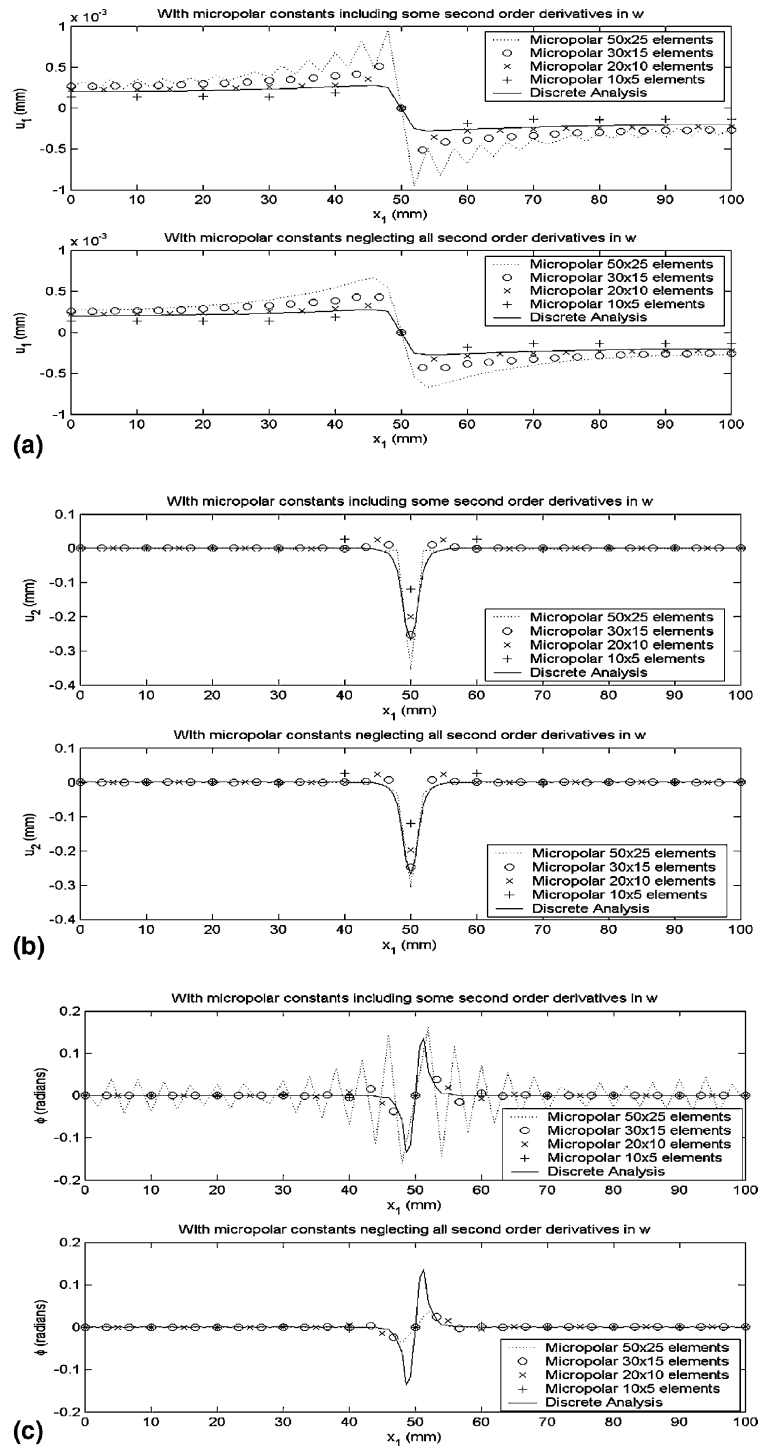 WIth micropolar constants including some second order derivatives in w
x 10⁻³
1
0.5
0
-0.5
-1
u₁ (mm)
Micropolar 50x25 elements
Micropolar 30x15 elements
Micropolar 20x10 elements
Micropolar 10x5 elements
Discrete Analysis
0 10 20 30 40 50 60 70 80 90 100
x₁ (mm)
WIth micropolar constants neglecting all second order derivatives in w
x 10⁻³
1
0.5
0
-0.5
-1
u₁ (mm)
Micropolar 50x25 elements
Micropolar 30x15 elements
Micropolar 20x10 elements
Micropolar 10x5 elements
Discrete Analysis
0 10 20 30 40 50 60 70 80 90 100
x₁ (mm)
(a)
WIth micropolar constants including some second order derivatives in w
0.1
0
-0.1
-0.2
-0.3
-0.4
u₂ (mm)
Micropolar 50x25 elements
Micropolar 30x15 elements
Micropolar 20x10 elements
Micropolar 10x5 elements
Discrete Analysis
0 10 20 30 40 50 60 70 80 90 100
x₁ (mm)
WIth micropolar constants neglecting all second order derivatives in w
0.1
0
-0.1
-0.2
-0.3
-0.4
u₂ (mm)
Micropolar 50x25 elements
Micropolar 30x15 elements
Micropolar 20x10 elements
Micropolar 10x5 elements
Discrete Analysis
0 10 20 30 40 50 60 70 80 90 100
x₁ (mm)
(b)
WIth micropolar constants including some second order derivatives in w
0.2
0.1
0
-0.1
-0.2
ϕ (radians)
Micropolar 50x25 elements
Micropolar 30x15 elements
Micropolar 20x10 elements
Micropolar 10x5 elements
Discrete Analysis
0 10 20 30 40 50 60 70 80 90 100
x₁ (mm)
WIth micropolar constants neglecting all second order derivatives in w
0.2
0.1
0
-0.1
-0.2
ϕ (radians)
Micropolar 50x25 elements
Micropolar 30x15 elements
Micropolar 20x10 elements
Micropolar 10x5 elements
Discrete Analysis
0 10 20 30 40 50 60 70 80 90 100
x₁ (mm)
(c)